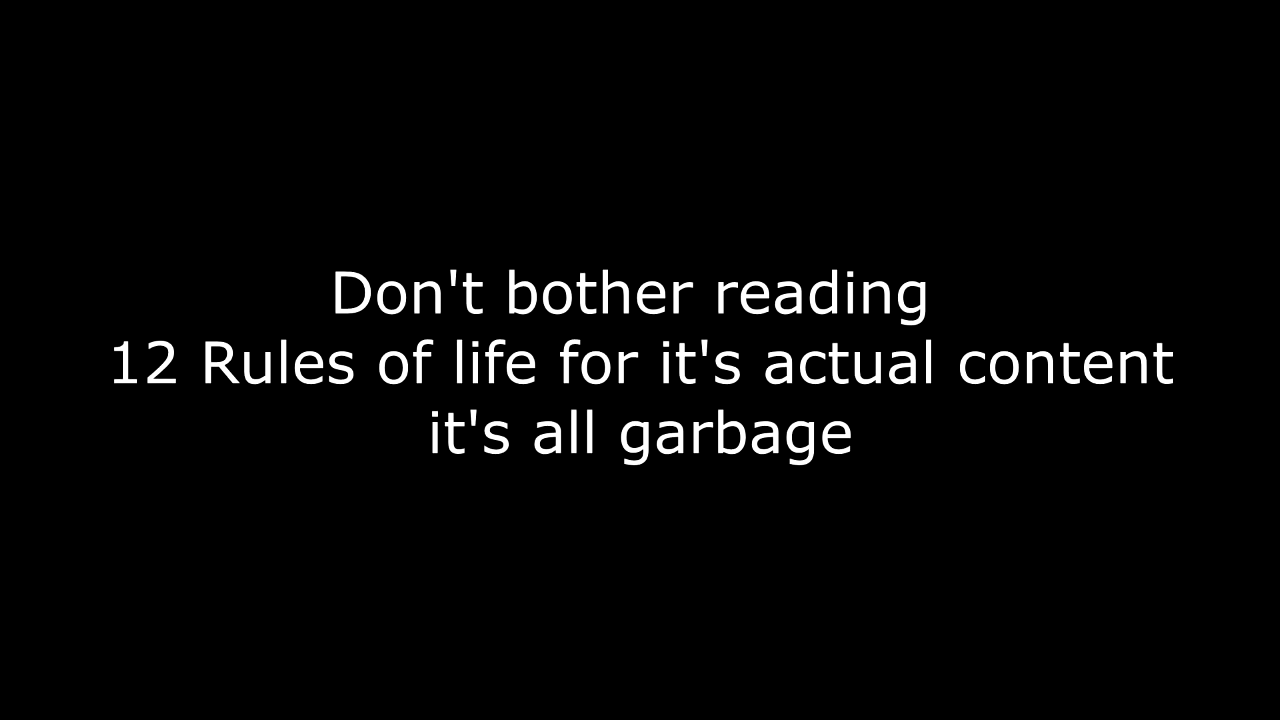 Don't bother reading
12 Rules of life for it's actual content
it's all garbage